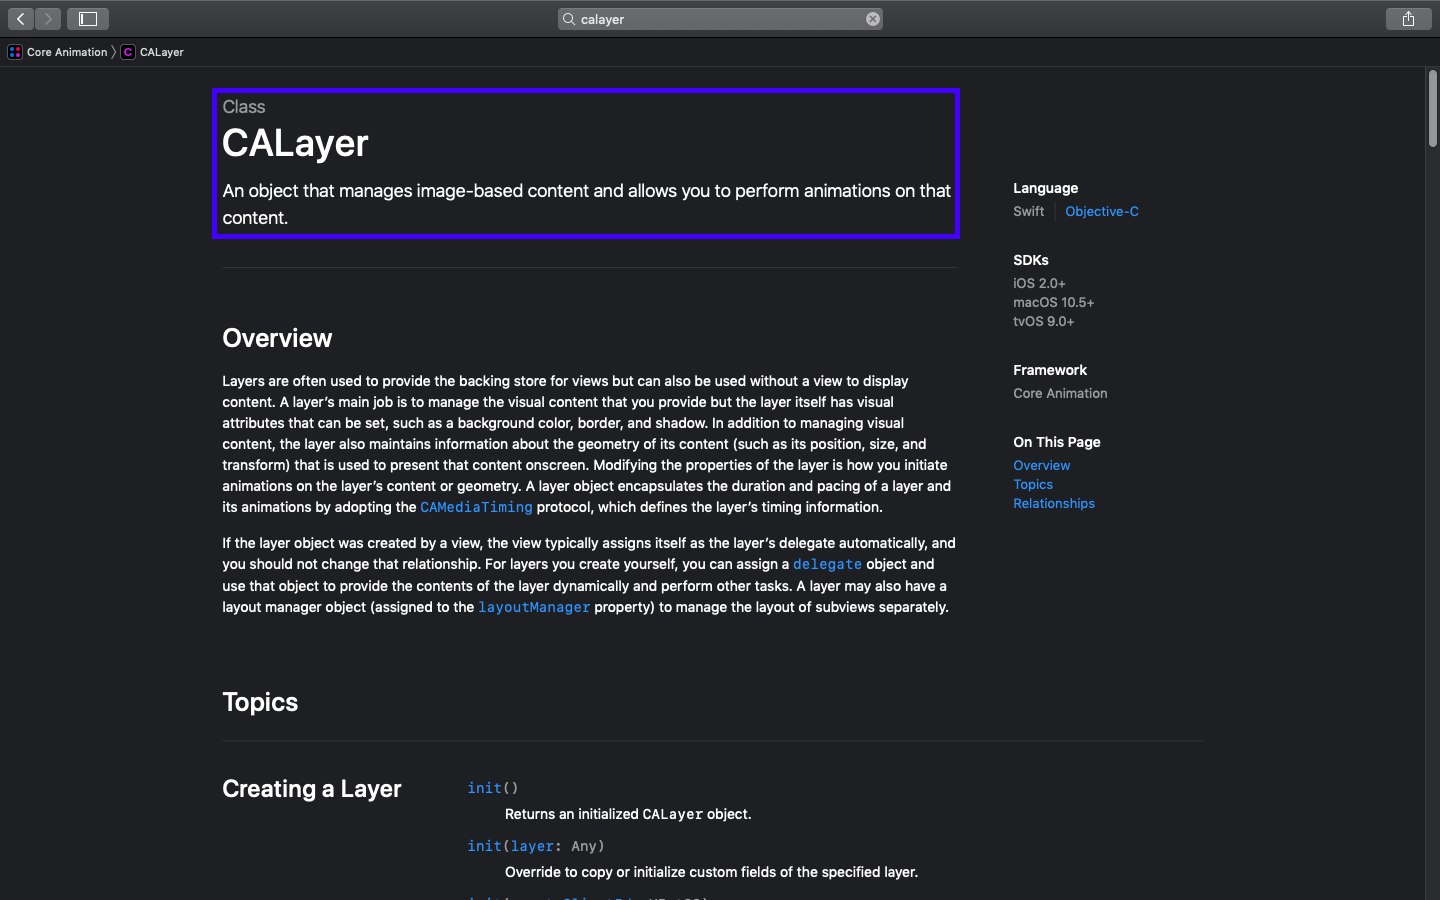 calayer
Core Animation
C CALayer
Class
CALayer
An object that manages image-based content and allows you to perform animations on that
content.
Language
Swift Objective-C
SDKs
iOS 2.0+
macOS 10.5+
tvOS 9.0+
Framework
Core Animation
On This Page
Overview
Topics
Relationships
Overview
Layers are often used to provide the backing store for views but can also be used without a view to display
content. A layer’s main job is to manage the visual content that you provide but the layer itself has visual
attributes that can be set, such as a background color, border, and shadow. In addition to managing visual
content, the layer also maintains information about the geometry of its content (such as its position, size, and
transform) that is used to present that content onscreen. Modifying the properties of the layer is how you initiate
animations on the layer’s content or geometry. A layer object encapsulates the duration and pacing of a layer and
its animations by adopting the CAMediaTiming protocol, which defines the layer’s timing information.
If the layer object was created by a view, the view typically assigns itself as the layer’s delegate automatically, and
you should not change that relationship. For layers you create yourself, you can assign a delegate object and
use that object to provide the contents of the layer dynamically and perform other tasks. A layer may also have a
layout manager object (assigned to the layoutManager property) to manage the layout of subviews separately.
Topics
Creating a Layer
init()
Returns an initialized CALayer object.
init(layer: Any)
Override to copy or initialize custom fields of the specified layer.